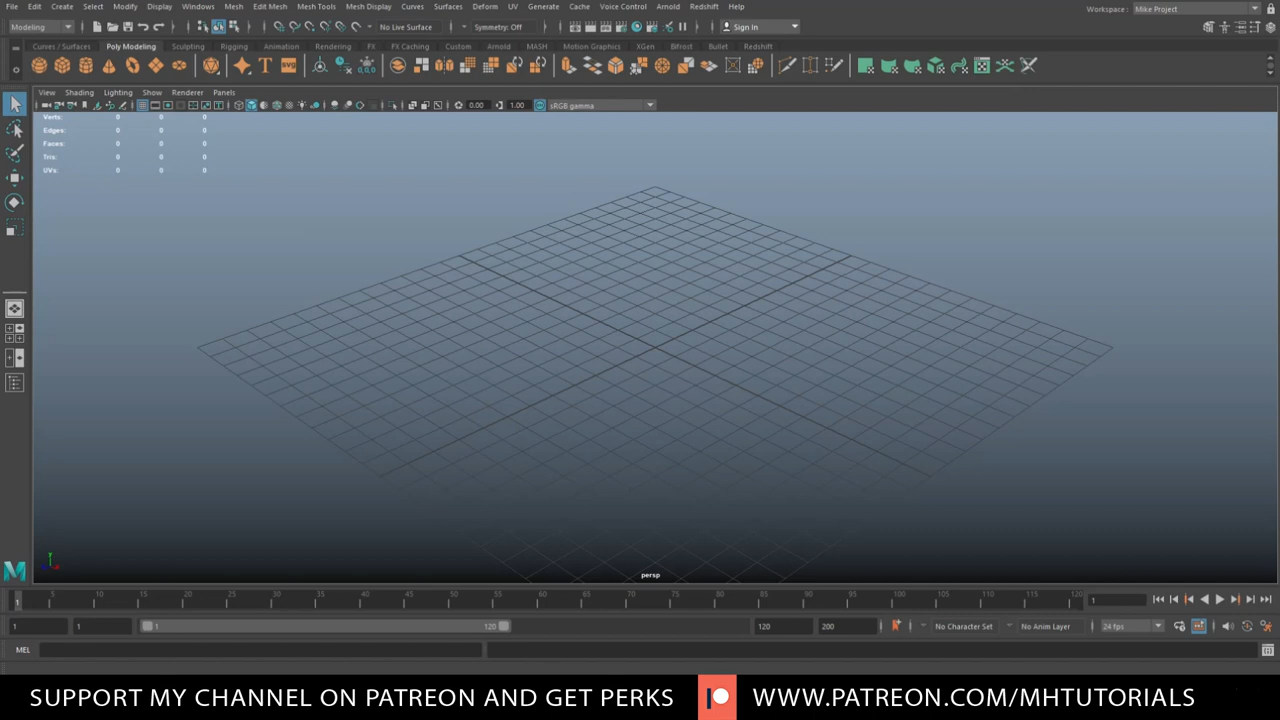 File Edit Create Select Modify Display Windows Mesh Edit Mesh Mesh Tools Mesh Display Curves Surfaces Deform UV Generate Cache Voice Control Arnold Redshift Help Workspace : Mike Project
Modeling No Live Surface Symmetry: Off Sign In
Curves / Surfaces Poly Modeling Sculpting Rigging Animation Rendering FX FX Caching Custom Arnold MASH Motion Graphics XGen Bifrost Bullet Redshift
SVG
View Shading Lighting Show Renderer Panels
0.00 1.00 sRGB gamma
Verts: 0 0 0
Edges: 0 0 0
Faces: 0 0 0
Tris: 0 0 0
UVs: 0 0 0
y
persp
1 5 10 15 20 25 30 35 40 45 50 55 60 65 70 75 80 85 90 95 100 105 110 115 120 1
1 1 1 120 120 200 No Character Set No Anim Layer 24 fps
MEL
SUPPORT MY CHANNEL ON PATREON AND GET PERKS WWW.PATREON.COM/MHTUTORIALS